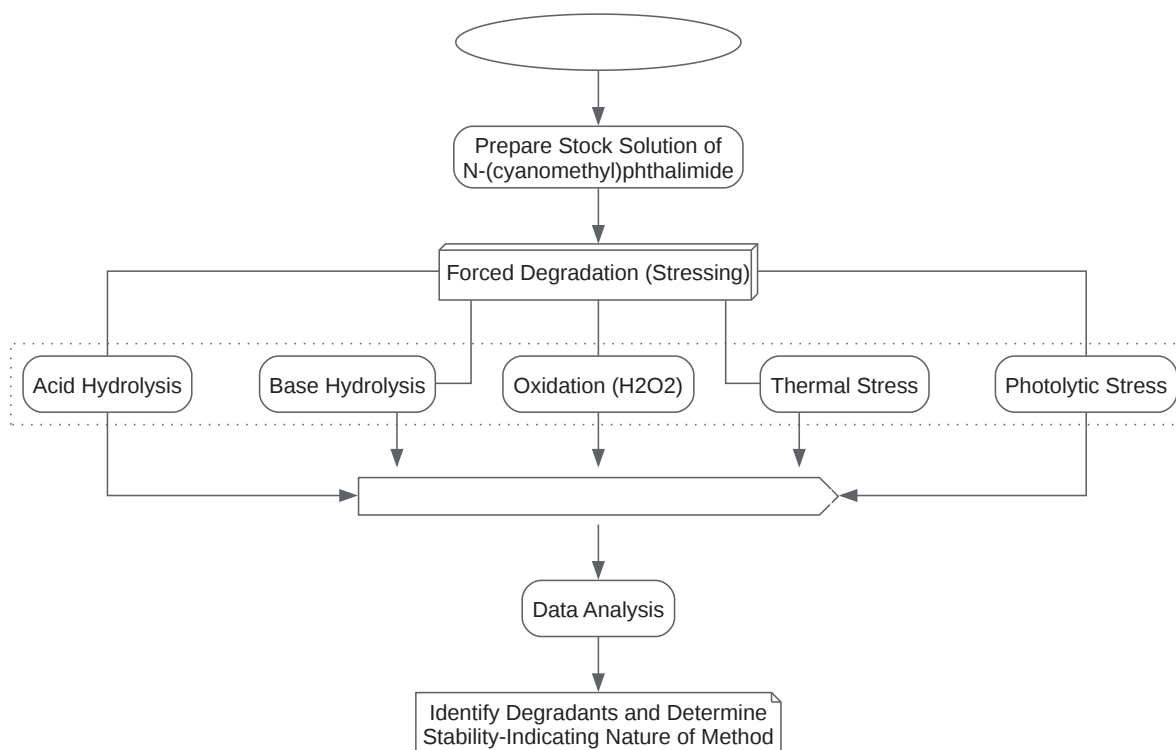 Prepare Stock Solution of
N-(cyanomethyl)phthalimide
Forced Degradation (Stressing)
Acid Hydrolysis
Base Hydrolysis
Oxidation (H2O2)
Thermal Stress
Photolytic Stress
Data Analysis
Identify Degradants and Determine
Stability-Indicating Nature of Method